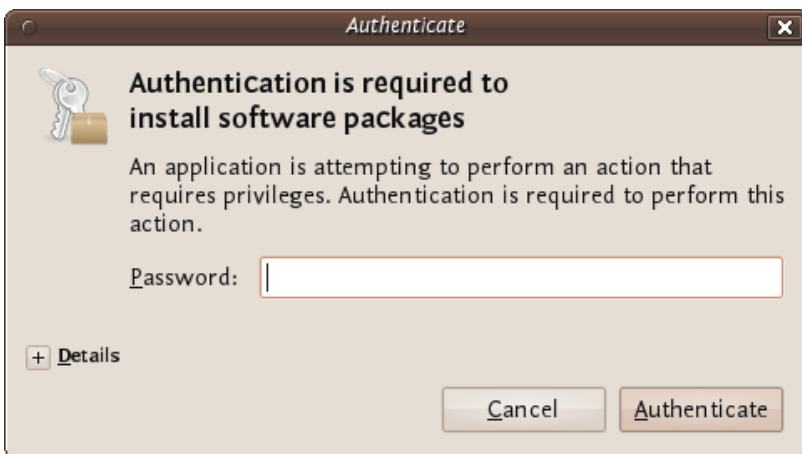 Authenticate
Authentication is required to
install software packages
An application is attempting to perform an action that
requires privileges. Authentication is required to perform this
action.
Password:
Details
Cancel Authenticate